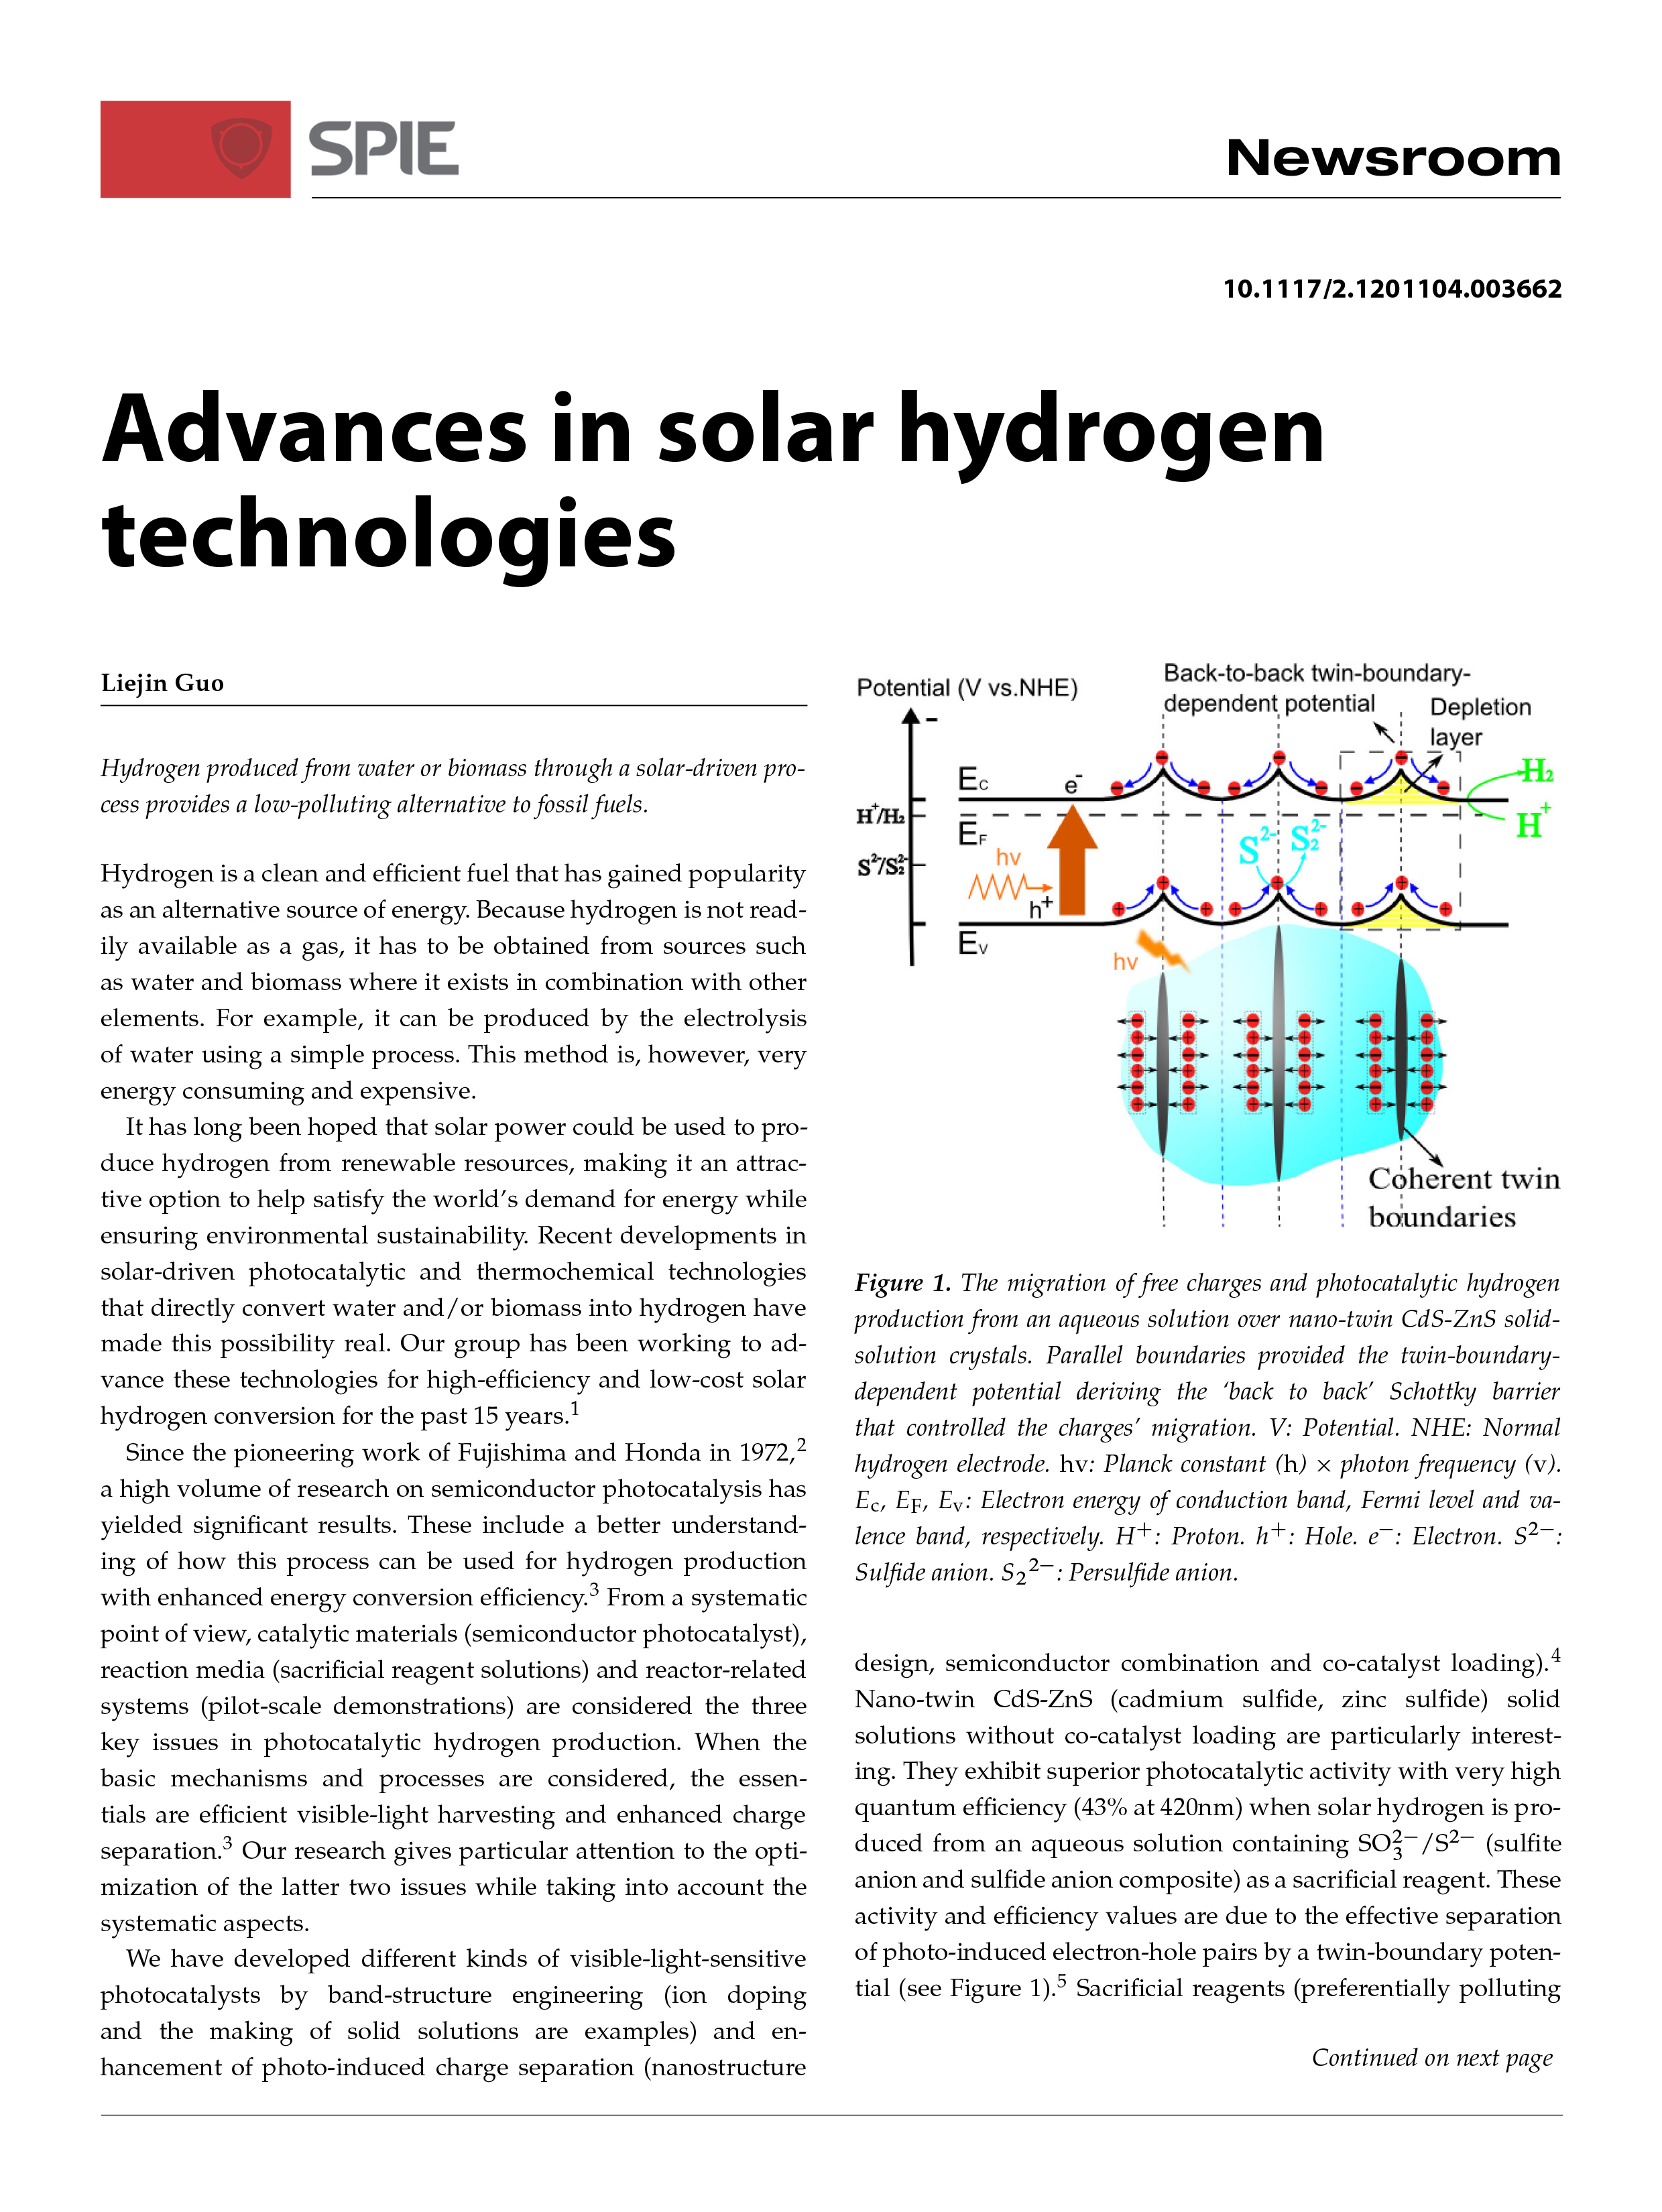 SPIE
Newsroom
10.1117/2.1201104.003662
Advances in solar hydrogen
technologies
Liejin Guo
Hydrogen produced from water or biomass through a solar-driven pro-
cess provides a low-polluting alternative to fossil fuels.
Hydrogen is a clean and efficient fuel that has gained popularity
as an alternative source of energy. Because hydrogen is not read-
ily available as a gas, it has to be obtained from sources such
as water and biomass where it exists in combination with other
elements. For example, it can be produced by the electrolysis
of water using a simple process. This method is, however, very
energy consuming and expensive.
It has long been hoped that solar power could be used to pro-
duce hydrogen from renewable resources, making it an attrac-
tive option to help satisfy the world's demand for energy while
ensuring environmental sustainability. Recent developments in
solar-driven photocatalytic and thermochemical technologies
that directly convert water and/or biomass into hydrogen have
made this possibility real. Our group has been working to ad-
vance these technologies for high-efficiency and low-cost solar
hydrogen conversion for the past 15 years.¹
Since the pioneering work of Fujishima and Honda in 1972,²
a high volume of research on semiconductor photocatalysis has
yielded significant results. These include a better understand-
ing of how this process can be used for hydrogen production
with enhanced energy conversion efficiency.³ From a systematic
point of view, catalytic materials (semiconductor photocatalyst),
reaction media (sacrificial reagent solutions) and reactor-related
systems (pilot-scale demonstrations) are considered the three
key issues in photocatalytic hydrogen production. When the
basic mechanisms and processes are considered, the essen-
tials are efficient visible-light harvesting and enhanced charge
separation.³ Our research gives particular attention to the opti-
mization of the latter two issues while taking into account the
systematic aspects.
We have developed different kinds of visible-light-sensitive
photocatalysts by band-structure engineering (ion doping
and the making of solid solutions are examples) and en-
hancement of photo-induced charge separation (nanostructure
Potential (V vs.NHE)
Back-to-back twin-boundary-
dependent potential
Depletion
layer
-
E_C
e⁻
H₂
H⁺/H₂
E_F
H⁺
S²⁻ S₂²⁻
S²⁻/S₂²⁻
hv
h⁺
E_V
hv
Coherent twin
boundaries
Figure 1. The migration of free charges and photocatalytic hydrogen
production from an aqueous solution over nano-twin CdS-ZnS solid-
solution crystals. Parallel boundaries provided the twin-boundary-
dependent potential deriving the 'back to back' Schottky barrier
that controlled the charges' migration. V: Potential. NHE: Normal
hydrogen electrode. hv: Planck constant (h) × photon frequency (v).
E_c, E_F, E_v: Electron energy of conduction band, Fermi level and va-
lence band, respectively. H⁺: Proton. h⁺: Hole. e⁻: Electron. S²⁻:
Sulfide anion. S₂²⁻: Persulfide anion.
design, semiconductor combination and co-catalyst loading).⁴
Nano-twin CdS-ZnS (cadmium sulfide, zinc sulfide) solid
solutions without co-catalyst loading are particularly interest-
ing. They exhibit superior photocatalytic activity with very high
quantum efficiency (43% at 420nm) when solar hydrogen is pro-
duced from an aqueous solution containing SO₃²⁻/S²⁻ (sulfite
anion and sulfide anion composite) as a sacrificial reagent. These
activity and efficiency values are due to the effective separation
of photo-induced electron-hole pairs by a twin-boundary poten-
tial (see Figure 1).⁵ Sacrificial reagents (preferentially polluting
Continued on next page